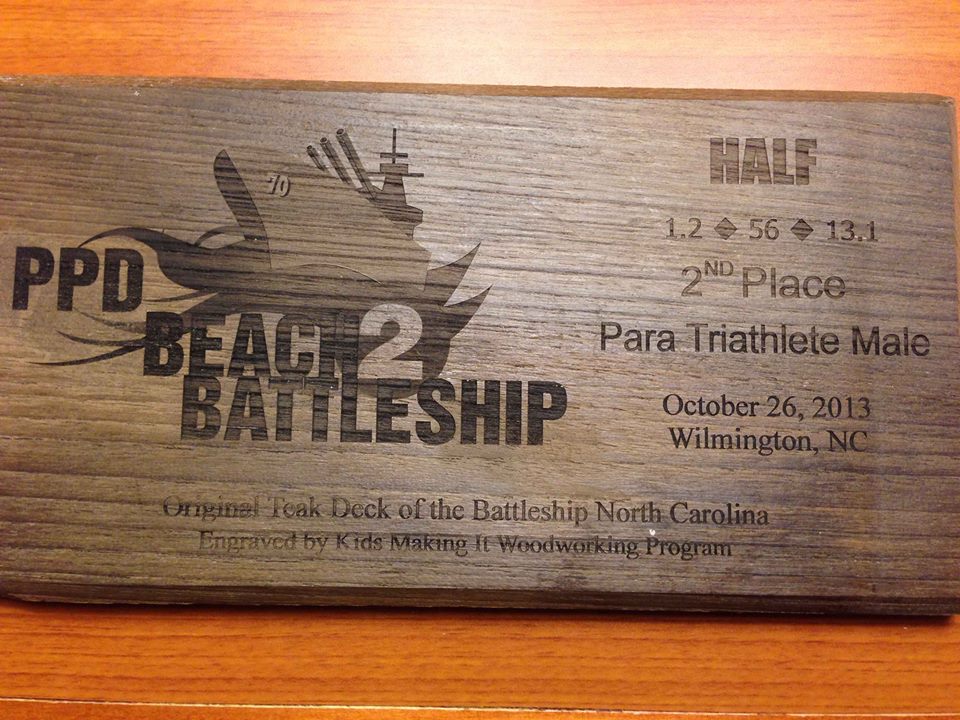 PPD
BEACH 2
BATTLESHIP
HALF
1.2 ◆ 56 ◆ 13.1
2ND Place
Para Triathlete Male
October 26, 2013
Wilmington, NC
Original Teak Deck of the Battleship North Carolina
Engraved by Kids Making It Woodworking Program